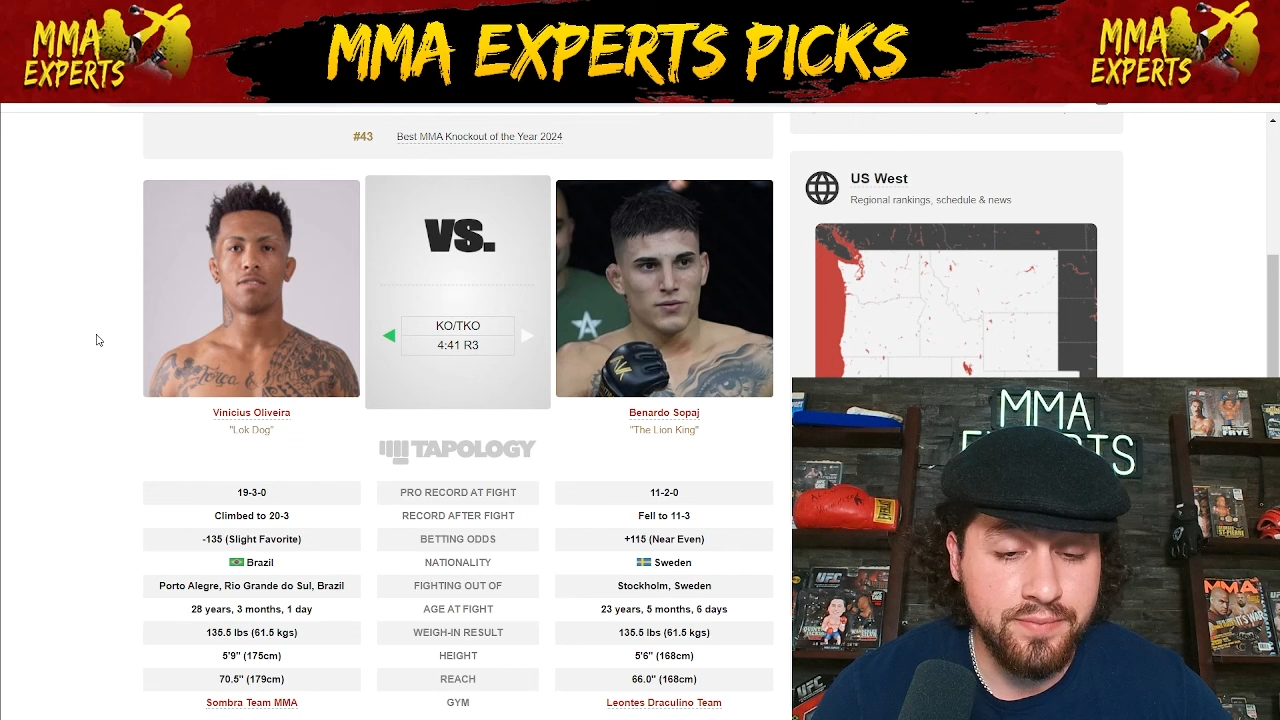 MMA EXPERTS
MMA EXPERTS PICKS
MMA EXPERTS
#43 Best MMA Knockout of the Year 2024
US West
Regional rankings, schedule & news
VS.
KO/TKO
4:41 R3
Vinicius Oliveira
"Lok Dog"
Benardo Sopaj
"The Lion King"
TAPOLOGY
19-3-0 PRO RECORD AT FIGHT 11-2-0
Climbed to 20-3 RECORD AFTER FIGHT Fell to 11-3
-135 (Slight Favorite) BETTING ODDS +115 (Near Even)
Brazil NATIONALITY Sweden
Porto Alegre, Rio Grande do Sul, Brazil FIGHTING OUT OF Stockholm, Sweden
28 years, 3 months, 1 day AGE AT FIGHT 23 years, 5 months, 6 days
135.5 lbs (61.5 kgs) WEIGH-IN RESULT 135.5 lbs (61.5 kgs)
5'9" (175cm) HEIGHT 5'6" (168cm)
70.5" (179cm) REACH 66.0" (168cm)
Sombra Team MMA GYM Leontes Draculino Team
MMA
EXPERTS
FRYE
UFC
MMA
IT'S WAR
UFC